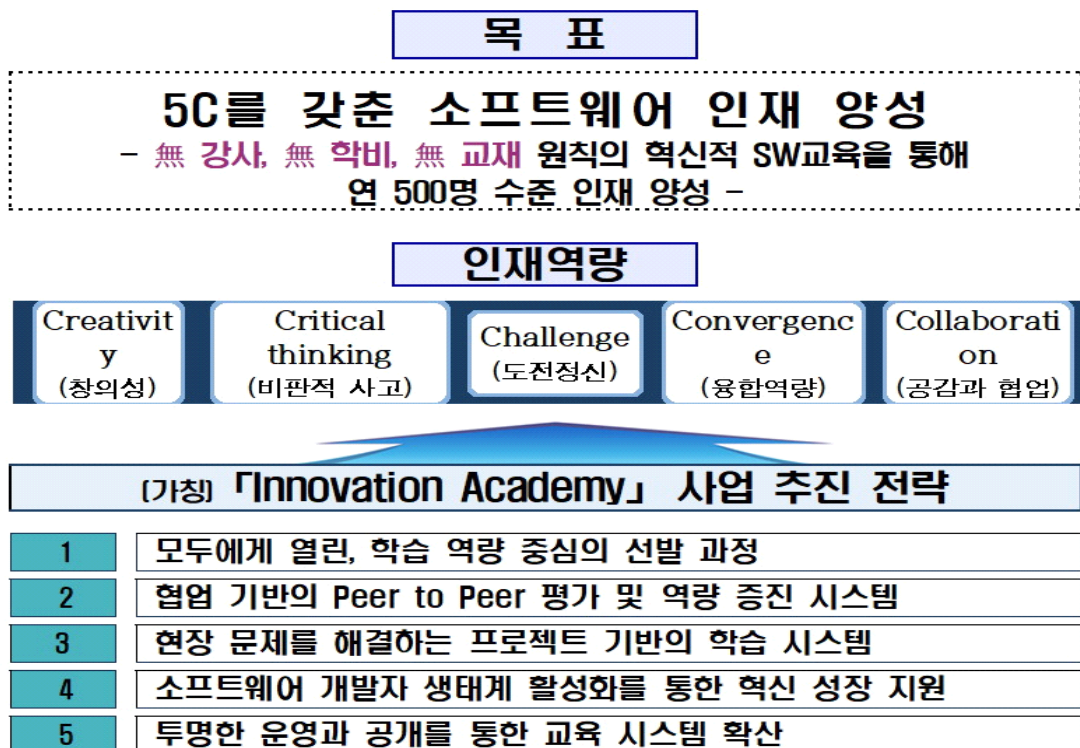 목 표
5C를 갖춘 소프트웨어 인재 양성
- 無 강사, 無 학비, 無 교재 원칙의 혁신적 SW교육을 통해
연 500명 수준 인재 양성 -
인재역량
Creativit
y
(창의성)
Critical
thinking
(비판적 사고)
Challenge
(도전정신)
Convergenc
e
(융합역량)
Collaborati
on
(공감과 협업)
(가칭) 「Innovation Academy」 사업 추진 전략
1 모두에게 열린, 학습 역량 중심의 선발 과정
2 협업 기반의 Peer to Peer 평가 및 역량 증진 시스템
3 현장 문제를 해결하는 프로젝트 기반의 학습 시스템
4 소프트웨어 개발자 생태계 활성화를 통한 혁신 성장 지원
5 투명한 운영과 공개를 통한 교육 시스템 확산